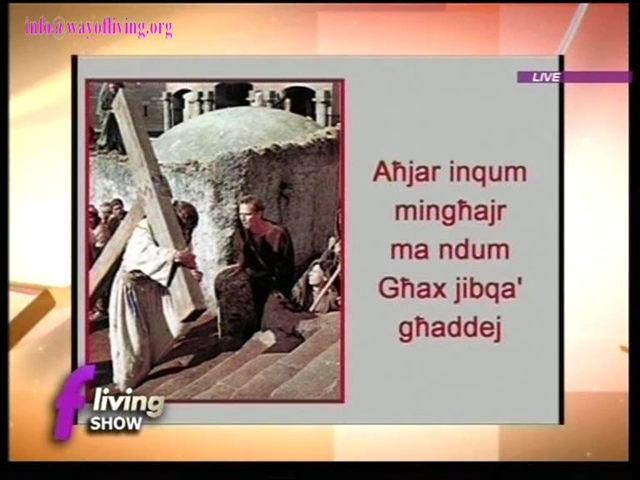 info@wayofliving.org
LIVE
Aħjar inqum
mingħajr
ma ndum
Għax jibqa'
għaddej
f living
SHOW